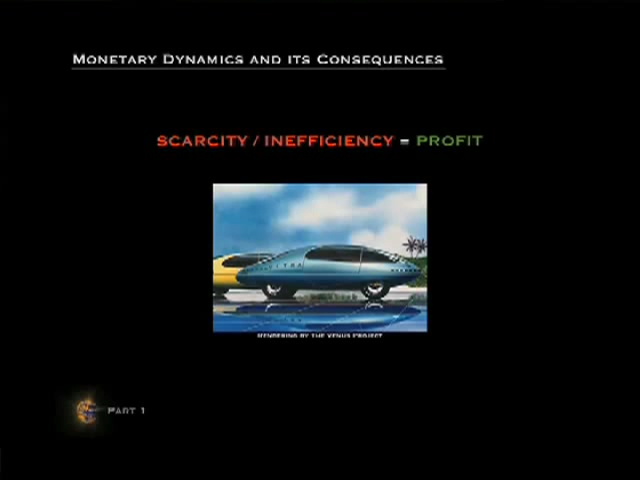 MONETARY DYNAMICS AND ITS CONSEQUENCES
SCARCITY / INEFFICIENCY = PROFIT
RENDERING BY THE VENUS PROJECT
PART 1